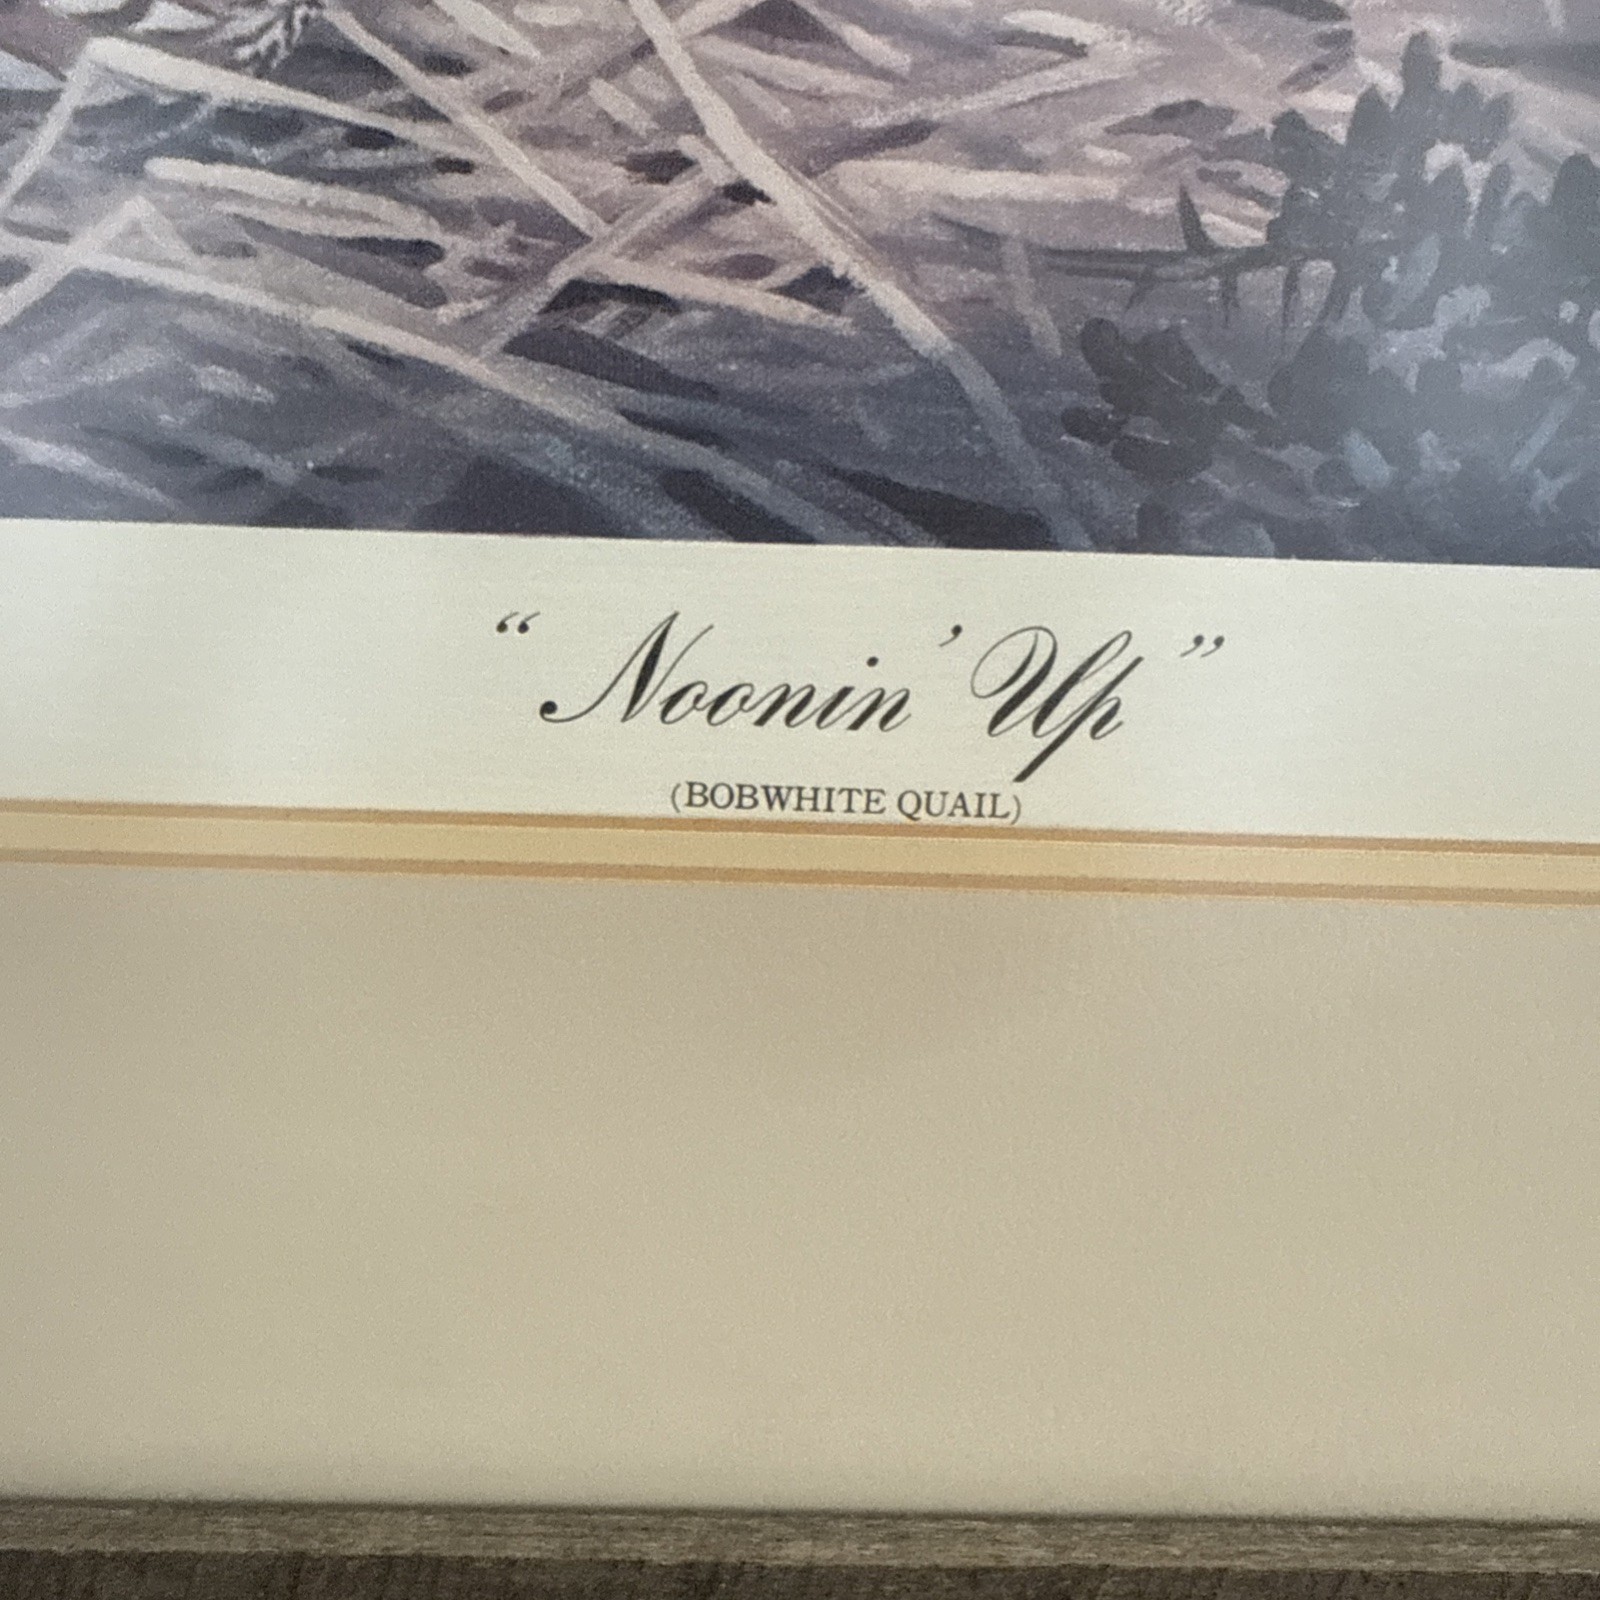 “Noonin’ Up”
(BOBWHITE QUAIL)